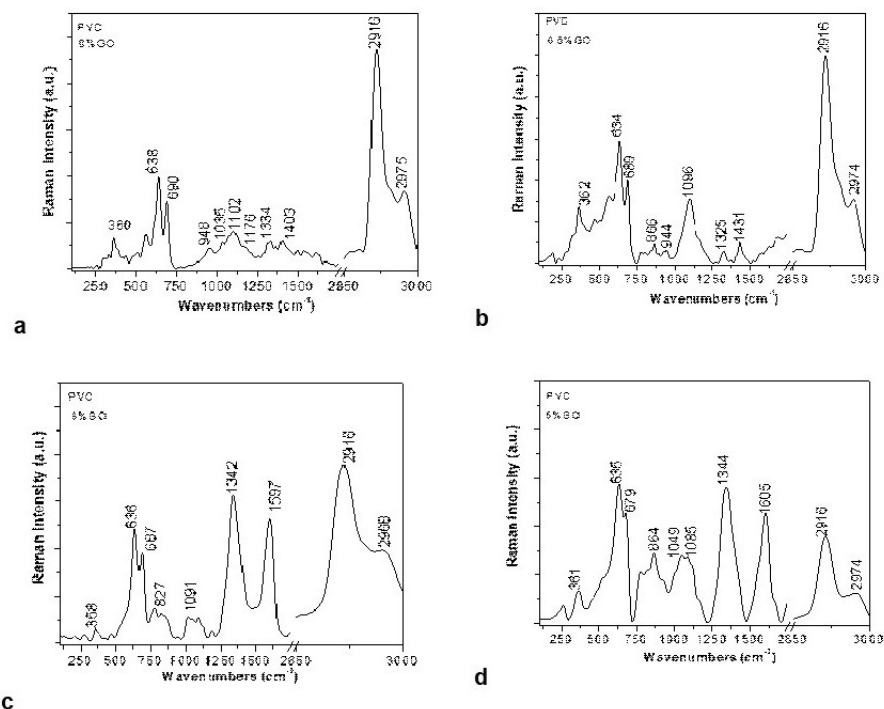 PVC
2916
638
690
2975
360
948
1035
1102
1176
1334
1403
Raman Intensity (a.u.)
250 500 750 1000 1250 1500 2850 3000
Wavenumbers (cm⁻¹)
a
2916
634
689
362
1096
2974
866
944
1325
1431
Raman Intensity (a.u.)
250 500 750 1000 1250 1500 3000
Wavenumbers (cm⁻¹)
b
PVC
2916
1342
1597
636
687
2968
358
827
1091
Raman Intensity (a.u.)
250 500 750 1000 1250 1500 2850 3000
Wavenumbers (cm⁻¹)
c
PVC
5% GO
635
679
1344
1605
2916
864
1049
1085
361
2974
Raman Intensity (a.u.)
250 500 750 1000 1250 1500 2850 3000
Wavenumbers (cm⁻¹)
d